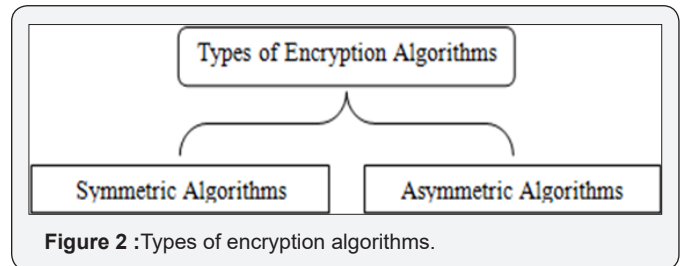 Types of Encryption Algorithms
Symmetric Algorithms
Asymmetric Algorithms
Figure 2 :Types of encryption algorithms.